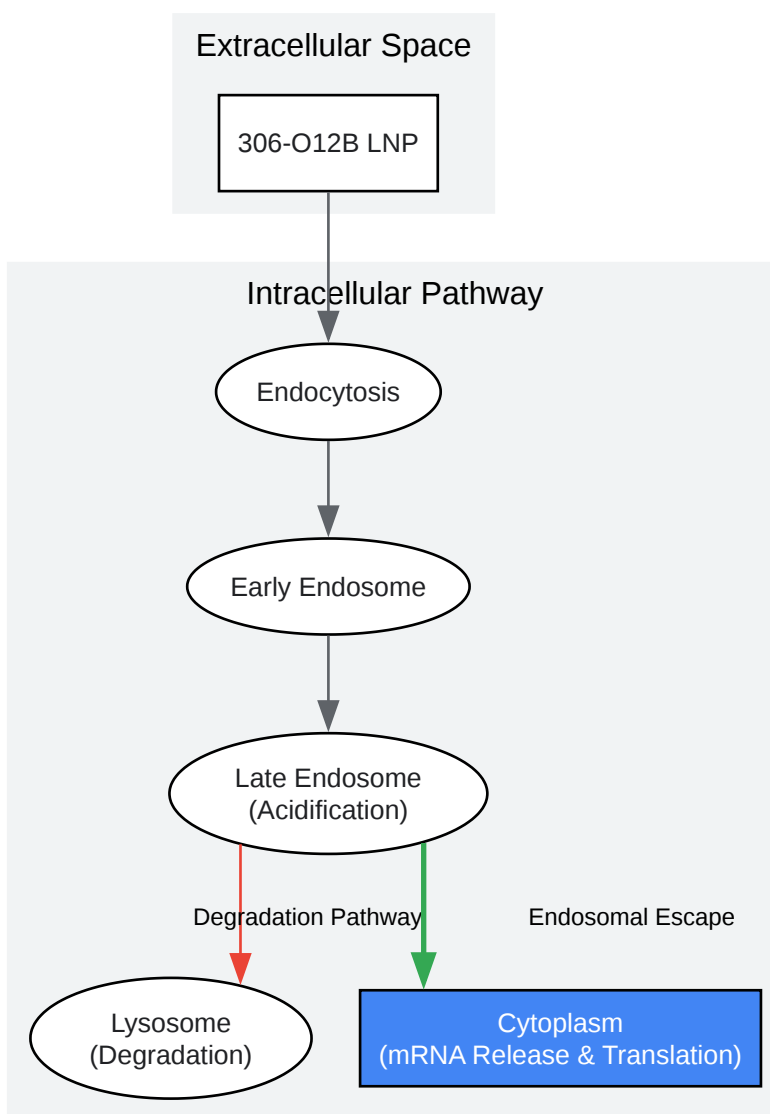 Extracellular Space
306-O12B LNP
Intracellular Pathway
Endocytosis
Early Endosome
Late Endosome
(Acidification)
Degradation Pathway
Endosomal Escape
Lysosome
(Degradation)
Cytoplasm
(mRNA Release & Translation)